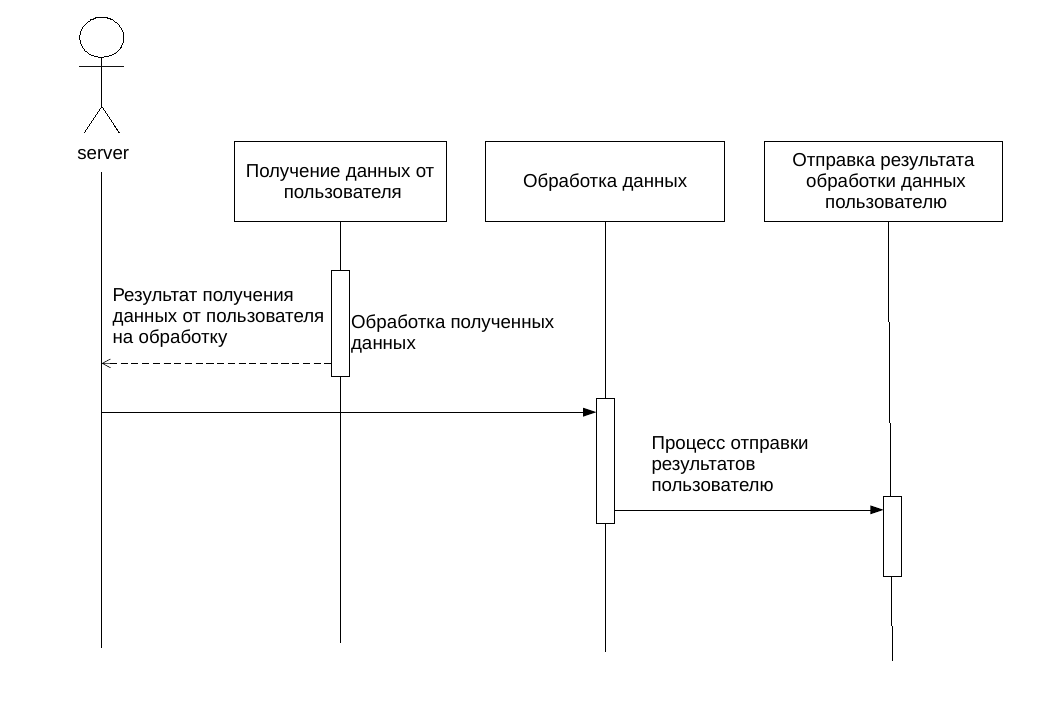 server
Получение данных от
пользователя
Обработка данных
Отправка результата
обработки данных
пользователю
Результат получения
данных от пользователя
на обработку
Обработка полученных
данных
Процесс отправки
результатов
пользователю